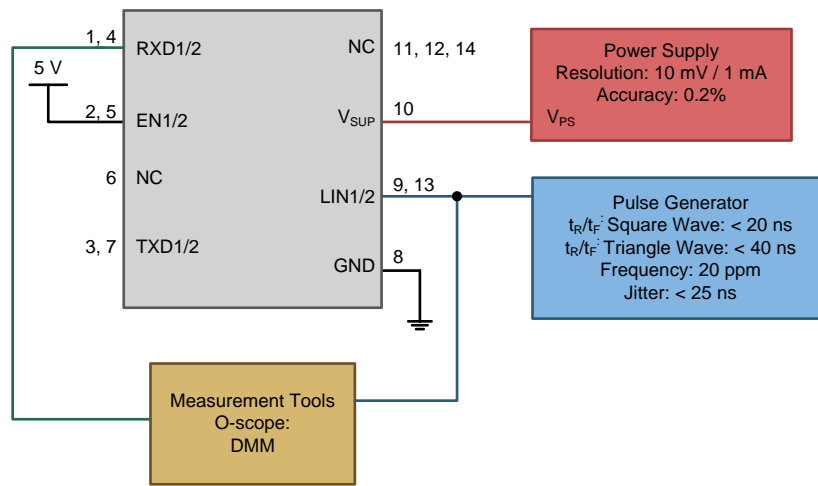 1, 4
RXD1/2
NC
11, 12, 14
5 V
2, 5
EN1/2
VSUP
10
6
NC
LIN1/2
9, 13
3, 7
TXD1/2
GND
8
Power Supply
Resolution: 10 mV / 1 mA
Accuracy: 0.2%
VPS
Pulse Generator
tR/tF: Square Wave: < 20 ns
tR/tF: Triangle Wave: < 40 ns
Frequency: 20 ppm
Jitter: < 25 ns
Measurement Tools
O-scope:
DMM